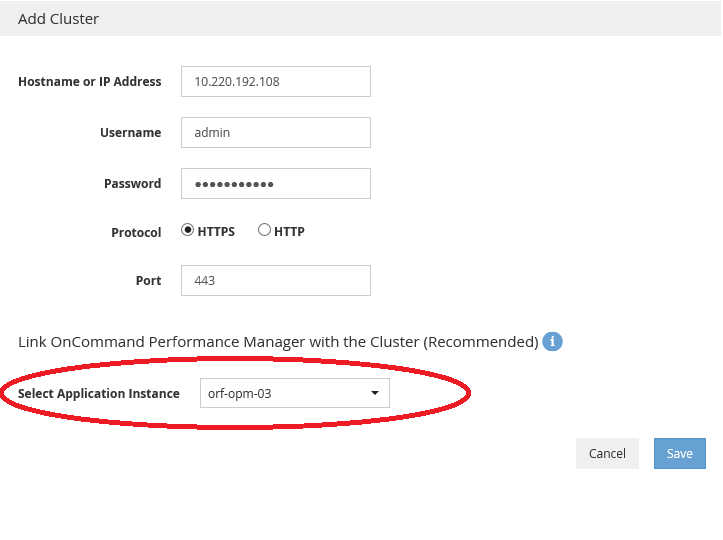 Add Cluster
Hostname or IP Address 10.220.192.108
Username admin
Password •••••••••••
Protocol HTTPS HTTP
Port 443
Link OnCommand Performance Manager with the Cluster (Recommended) i
Select Application Instance orf-opm-03
Cancel Save